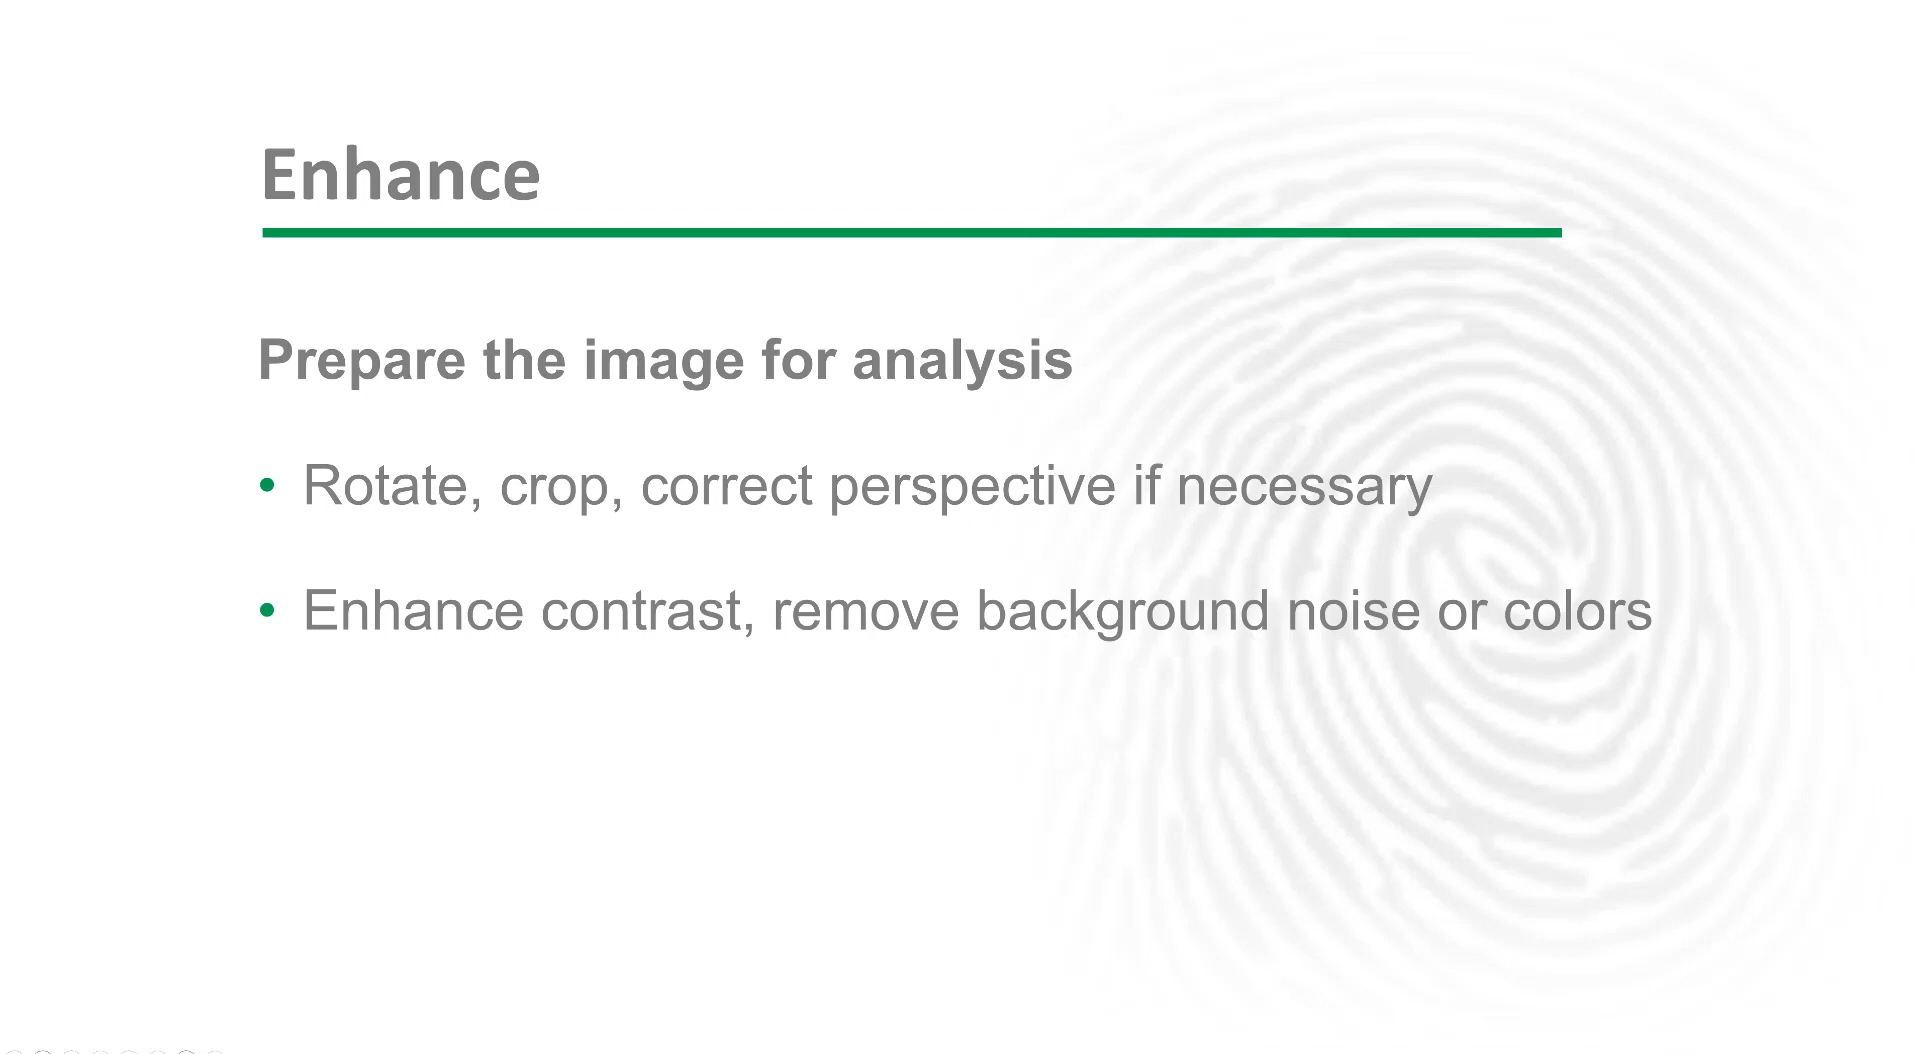 Enhance
Prepare the image for analysis
• Rotate, crop, correct perspective if necessary
• Enhance contrast, remove background noise or colors